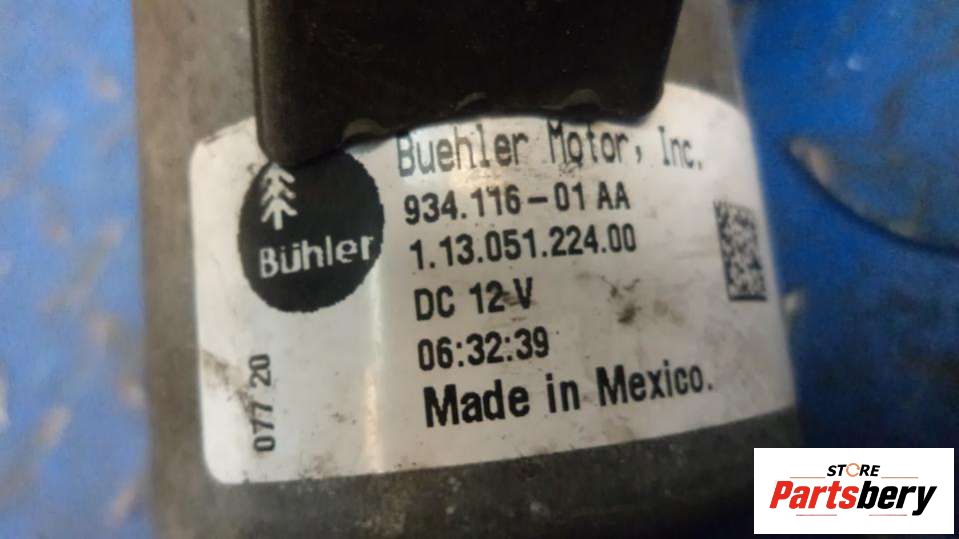 Buehler Motor, Inc.
934.116-01 AA
1.13.051.224.00
DC 12 V
06:32:39
Made in Mexico.
Bühler
077 20
STORE
Partsbery